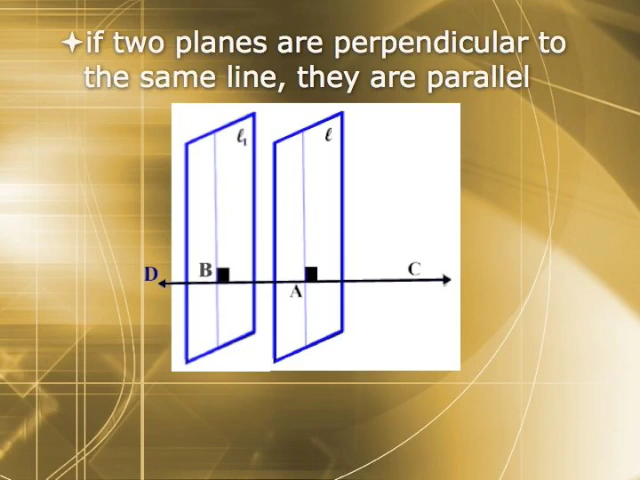 if two planes are perpendicular to
the same line, they are parallel
ℓ₁ ℓ
D B C
A